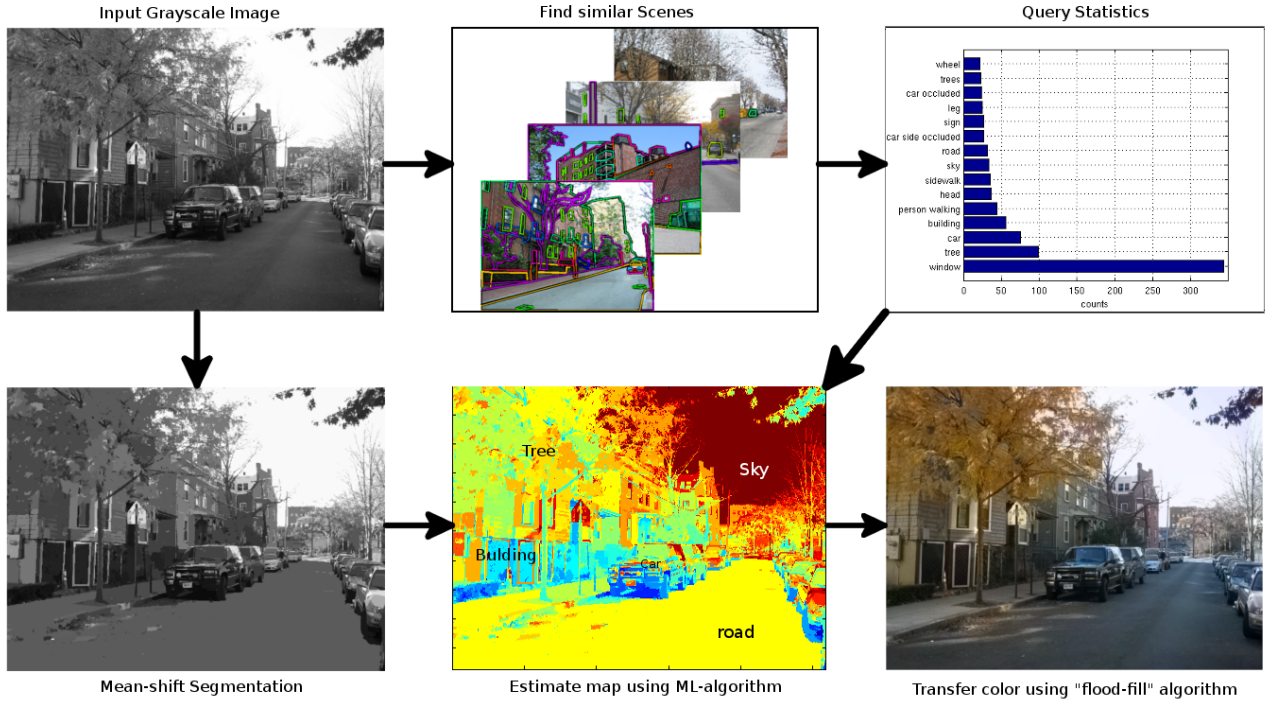 Input Grayscale Image
Find similar Scenes
Query Statistics
wheel
trees
car occluded
leg
sign
car side occluded
road
sky
sidewalk
head
person walking
building
car
tree
window
0 50 100 150 200 250 300
counts
Tree
Sky
Bulding
Car
road
Mean-shift Segmentation
Estimate map using ML-algorithm
Transfer color using "flood-fill" algorithm